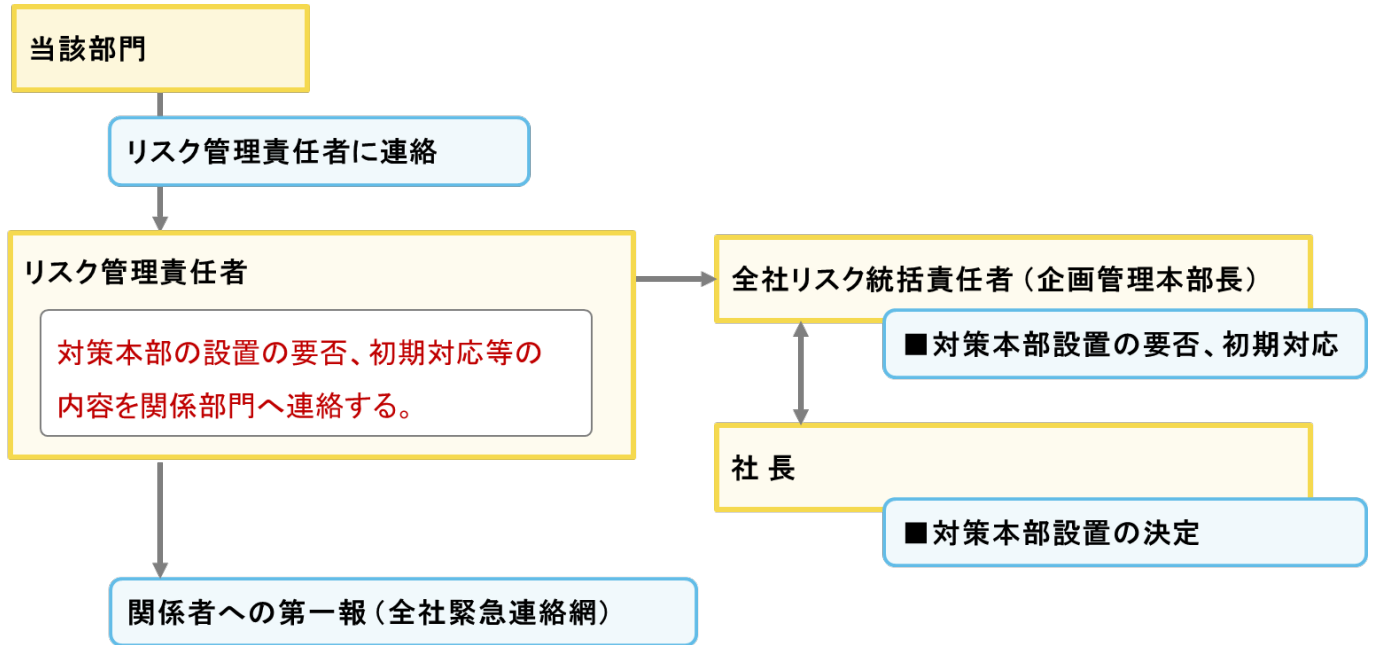 当該部門
リスク管理責任者に連絡
リスク管理責任者
対策本部の設置の要否、初期対応等の
内容を関係部門へ連絡する。
全社リスク統括責任者（企画管理本部長）
■対策本部設置の要否、初期対応
社 長
■対策本部設置の決定
関係者への第一報（全社緊急連絡網）